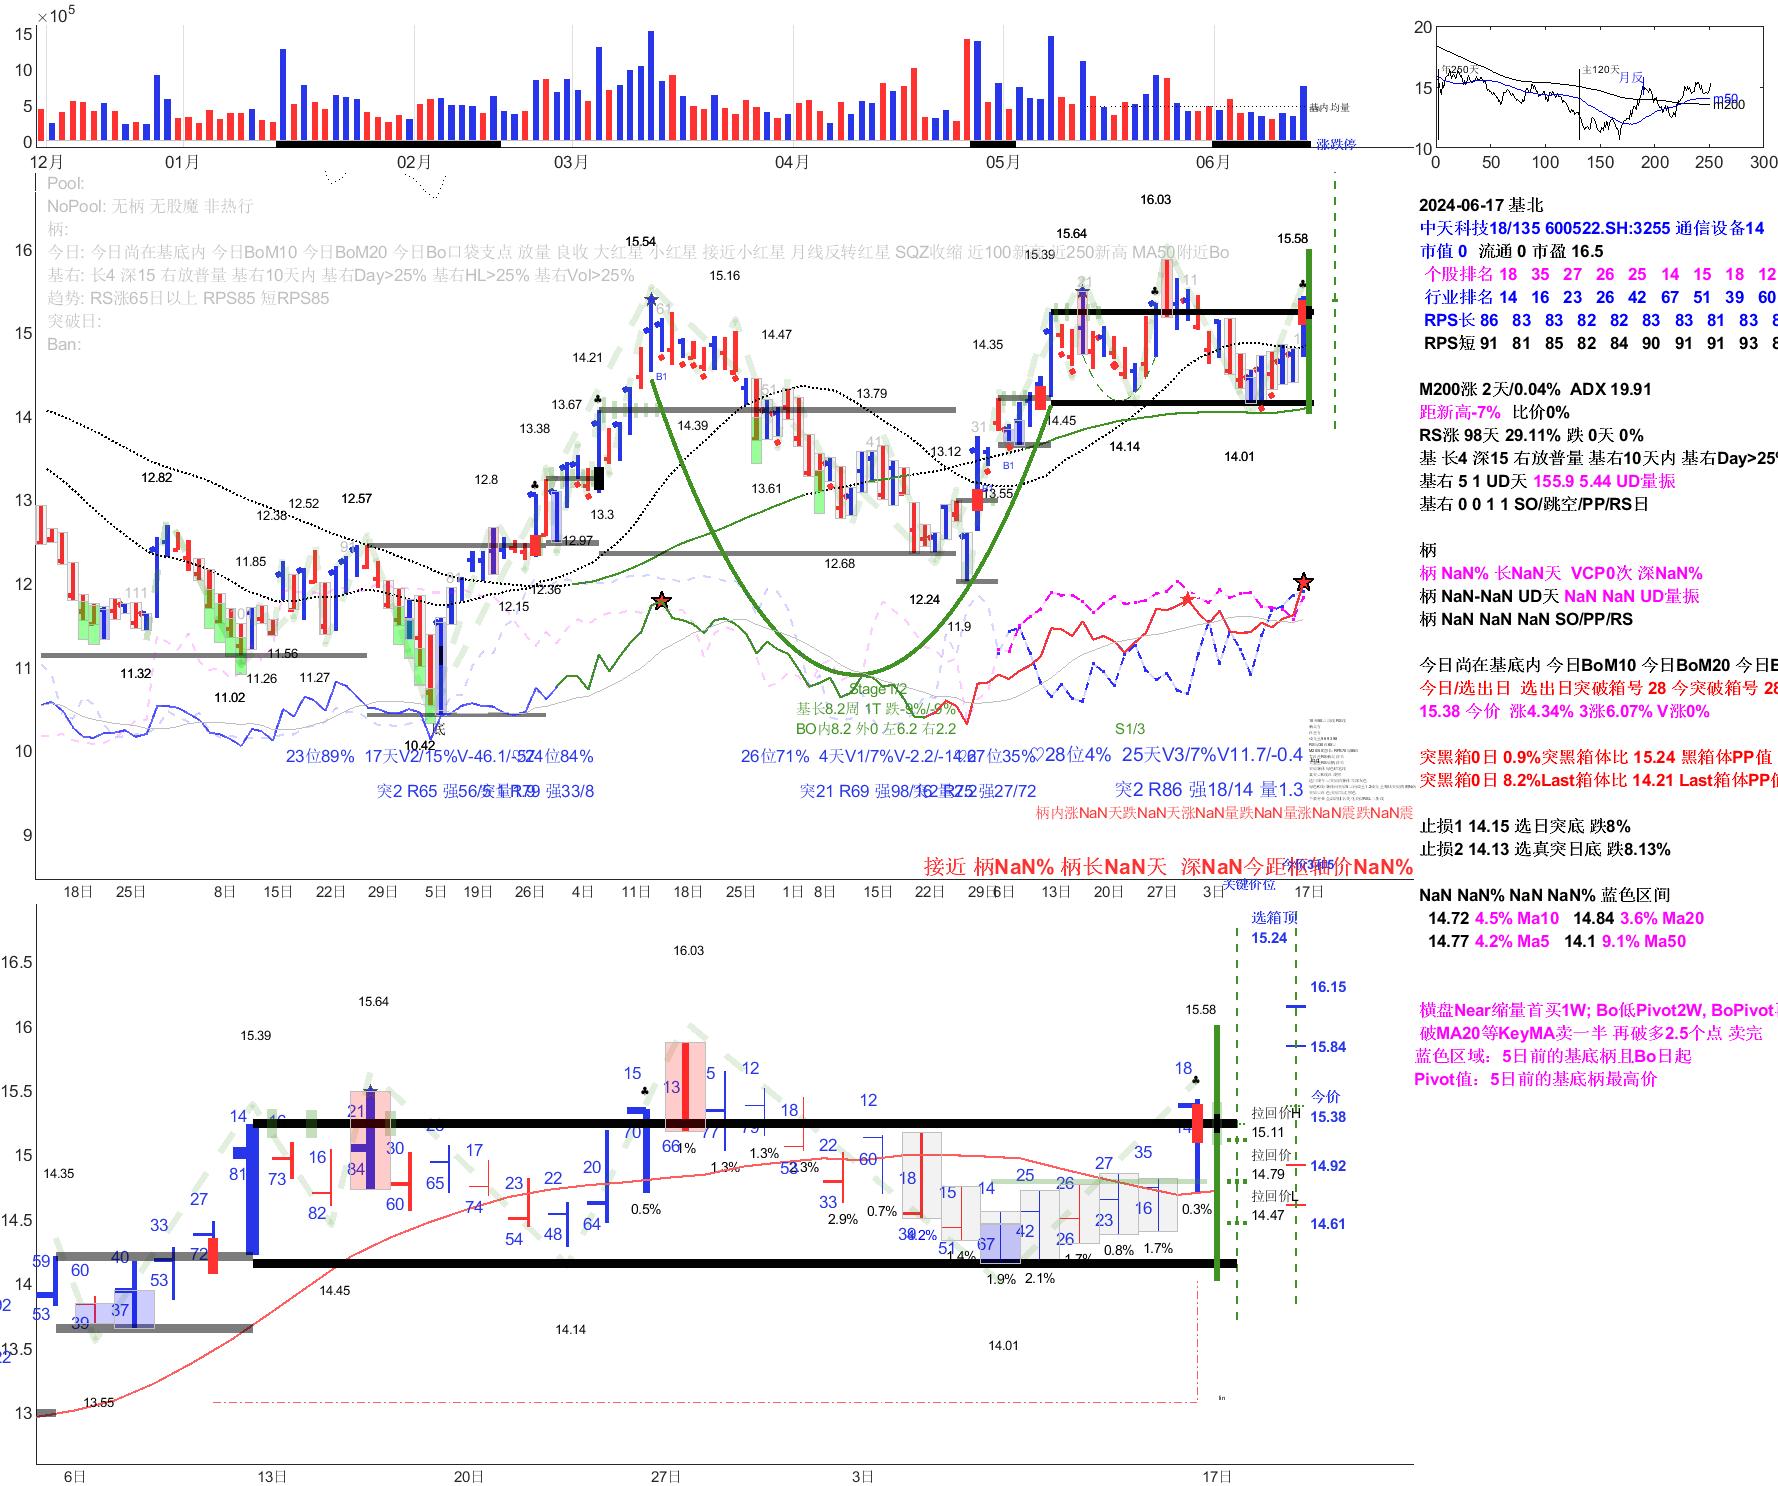 ×10⁵
15
10
5
0
12月 01月 02月 03月 04月 05月 06月
基内均量
涨跌停
20
15
10
0 50 100 150 200 250 300
年250天
主120天
月反
m50
m200
Pool:
NoPool: 无柄 无股魔 非热行
柄:
今日: 今日尚在基底内 今日BoM10 今日BoM20 今日Bo口袋支点 放量 良收 大红星 小红星 接近小红星 月线反转红星 SQZ收缩 近100新高 近250新高 MA50附近Bo
基右: 长4 深15 右放普量 基右10天内 基右Day>25% 基右HL>25% 基右Vol>25%
趋势: RS涨65日以上 RPS85 短RPS85
突破日:
Ban:
16
15
14
13
12
11
10
9
16.03
15.64
15.54
15.58
15.39
15.16
14.47
14.35
14.21
13.79
13.67
14.39
14.45
13.38
13.12
14.14
14.01
12.82
12.8
13.61
13.55
12.57
12.52
12.38
13.3
12.97
12.68
11.85
12.36
12.15
12.24
11.9
11.56
11.32
11.26
11.27
11.02
10.42
B1
B1
111
31
41
51
61
21
11
底
Stage1/2
基长8.2周 1T 跌-9%/-9%
BO内8.2 外0 左6.2 右2.2
S1/3
23位89% 17天V2/15%V-46.1/-52 24位84%
26位71% 4天V1/7%V-2.2/-14.2 27位35% ♡28位4% 25天V3/7%V11.7/-0.4
突2 R65 强56/5 突1 R79 强33/8
突21 R69 强98/16 突2 R75 强27/72 突2 R86 强18/14 量1.3
柄内涨NaN天跌NaN天涨NaN量跌NaN量涨NaN震跌NaN震
接近 柄NaN% 柄长NaN天 深NaN今距枢轴价NaN%
18日 25日 8日 15日 22日 29日 5日 19日 26日 4日 11日 18日 25日 1日 8日 15日 22日 29日 6日 13日 20日 27日 3日 17日
关键价位
2024-06-17 基北
中天科技18/135 600522.SH:3255 通信设备14
市值 0 流通 0 市盈 16.5
个股排名 18 35 27 26 25 14 15 18 12
行业排名 14 16 23 26 42 67 51 39 60
RPS长 86 83 83 82 82 83 83 81 83
RPS短 91 81 85 82 84 90 91 91 93
M200涨 2天/0.04% ADX 19.91
距新高-7% 比价0%
RS涨 98天 29.11% 跌 0天 0%
基 长4 深15 右放普量 基右10天内 基右Day>25%
基右 5 1 UD天 155.9 5.44 UD量振
基右 0 0 1 1 SO/跳空/PP/RS日
柄
柄 NaN% 长NaN天 VCP0次 深NaN%
柄 NaN-NaN UD天 NaN NaN UD量振
柄 NaN NaN NaN SO/PP/RS
今日尚在基底内 今日BoM10 今日BoM20 今日B
今日/选出日 选出日突破箱号 28 今突破箱号 28
15.38 今价 涨4.34% 3涨6.07% V涨0%
突黑箱0日 0.9%突黑箱体比 15.24 黑箱体PP值
突黑箱0日 8.2%Last箱体比 14.21 Last箱体PP值
止损1 14.15 选日突底 跌8%
止损2 14.13 选真突日底 跌8.13%
NaN NaN% NaN NaN% 蓝色区间
14.72 4.5% Ma10 14.84 3.6% Ma20
14.77 4.2% Ma5 14.1 9.1% Ma50
横盘Near缩量首买1W; Bo低Pivot2W, BoPivot
破MA20等KeyMA卖一半 再破多2.5个点 卖完
蓝色区域: 5日前的基底柄且Bo日起
Pivot值: 5日前的基底柄最高价
16.5
16
15.5
15
14.5
14
13.5
13
选箱顶
15.24
16.15
15.84
今价
15.38
14.92
14.61
拉回价H
15.11
拉回价
14.79
拉回价L
14.47
16.03
15.64
15.39
15.58
14.35
14.45
14.14
14.01
13.55
59 60 40 33 27 14 16 16 21 30 17 23 22 20 15 13 5 12 18 22 12 18 15 14 25 26 27 35 18
53 39 37 53 72 81 73 82 84 60 65 74 54 48 64 70 66 77 79 52 33 60 51 67 42 26 23 16
0.5% 1% 1.3% 1.3% 2.3% 2.9% 0.7% 1.4% 1.9% 2.1% 1.7% 0.8% 1.7% 0.3%
6日 13日 20日 27日 3日 17日